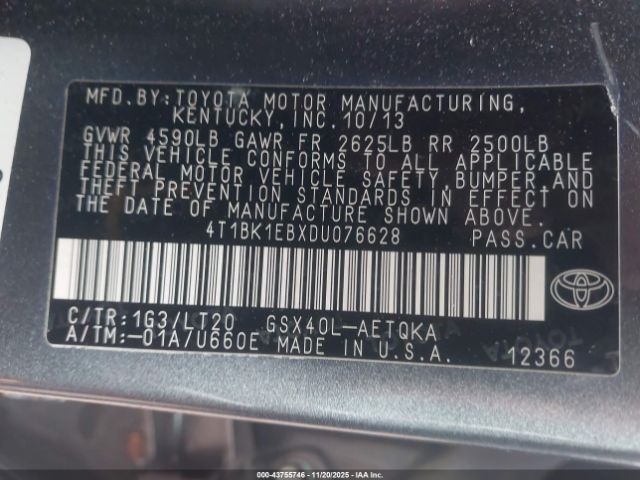 MFD.BY:TOYOTA MOTOR MANUFACTURING,
KENTUCKY, INC. 10/13
GVWR 4590LB GAWR FR 2625LB RR 2500LB
THIS VEHICLE CONFORMS TO ALL APPLICABLE
FEDERAL MOTOR VEHICLE SAFETY,BUMPER,AND
THEFT PREVENTION STANDARDS IN EFFECT ON
THE DATE OF MANUFACTURE SHOWN ABOVE.
4T1BK1EBXDU076628 PASS.CAR
C/TR:1G3/LT20 GSX40L-AETQKA
A/TM:-01A/U660E MADE IN U.S.A. 12366
000-43755746 - 11/20/2025 - IAA Inc.